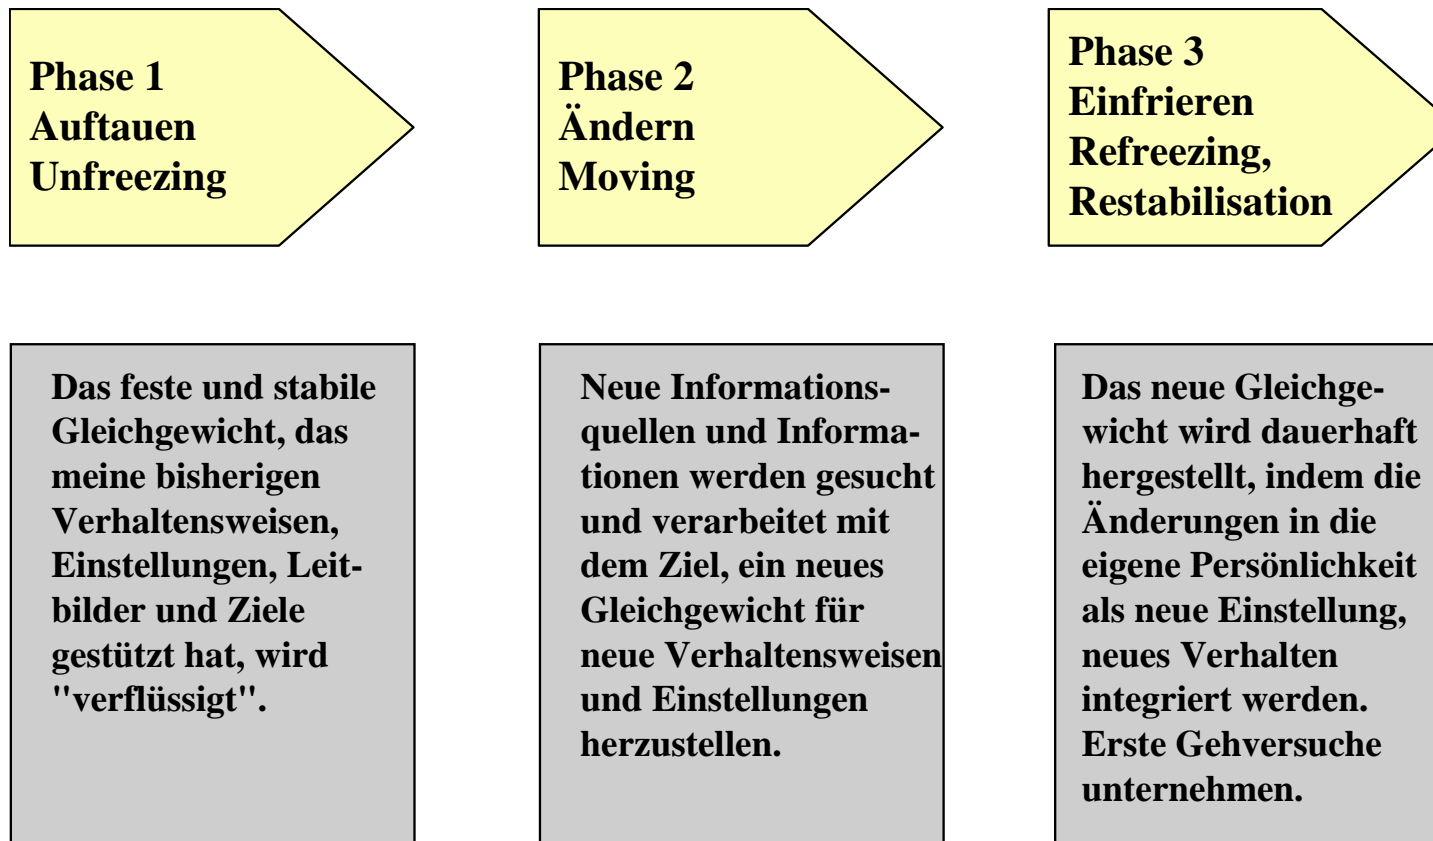 Phase 1
Auftauen
Unfreezing
Phase 2
Ändern
Moving
Phase 3
Einfrieren
Refreezing,
Restabilisation
Das feste und stabile
Gleichgewicht, das
meine bisherigen
Verhaltensweisen,
Einstellungen, Leit-
bilder und Ziele
gestützt hat, wird
"verflüssigt".
Neue Informations-
quellen und Informa-
tionen werden gesucht
und verarbeitet mit
dem Ziel, ein neues
Gleichgewicht für
neue Verhaltensweisen
und Einstellungen
herzustellen.
Das neue Gleichge-
wicht wird dauerhaft
hergestellt, indem die
Änderungen in die
eigene Persönlichkeit
als neue Einstellung,
neues Verhalten
integriert werden.
Erste Gehversuche
unternehmen.